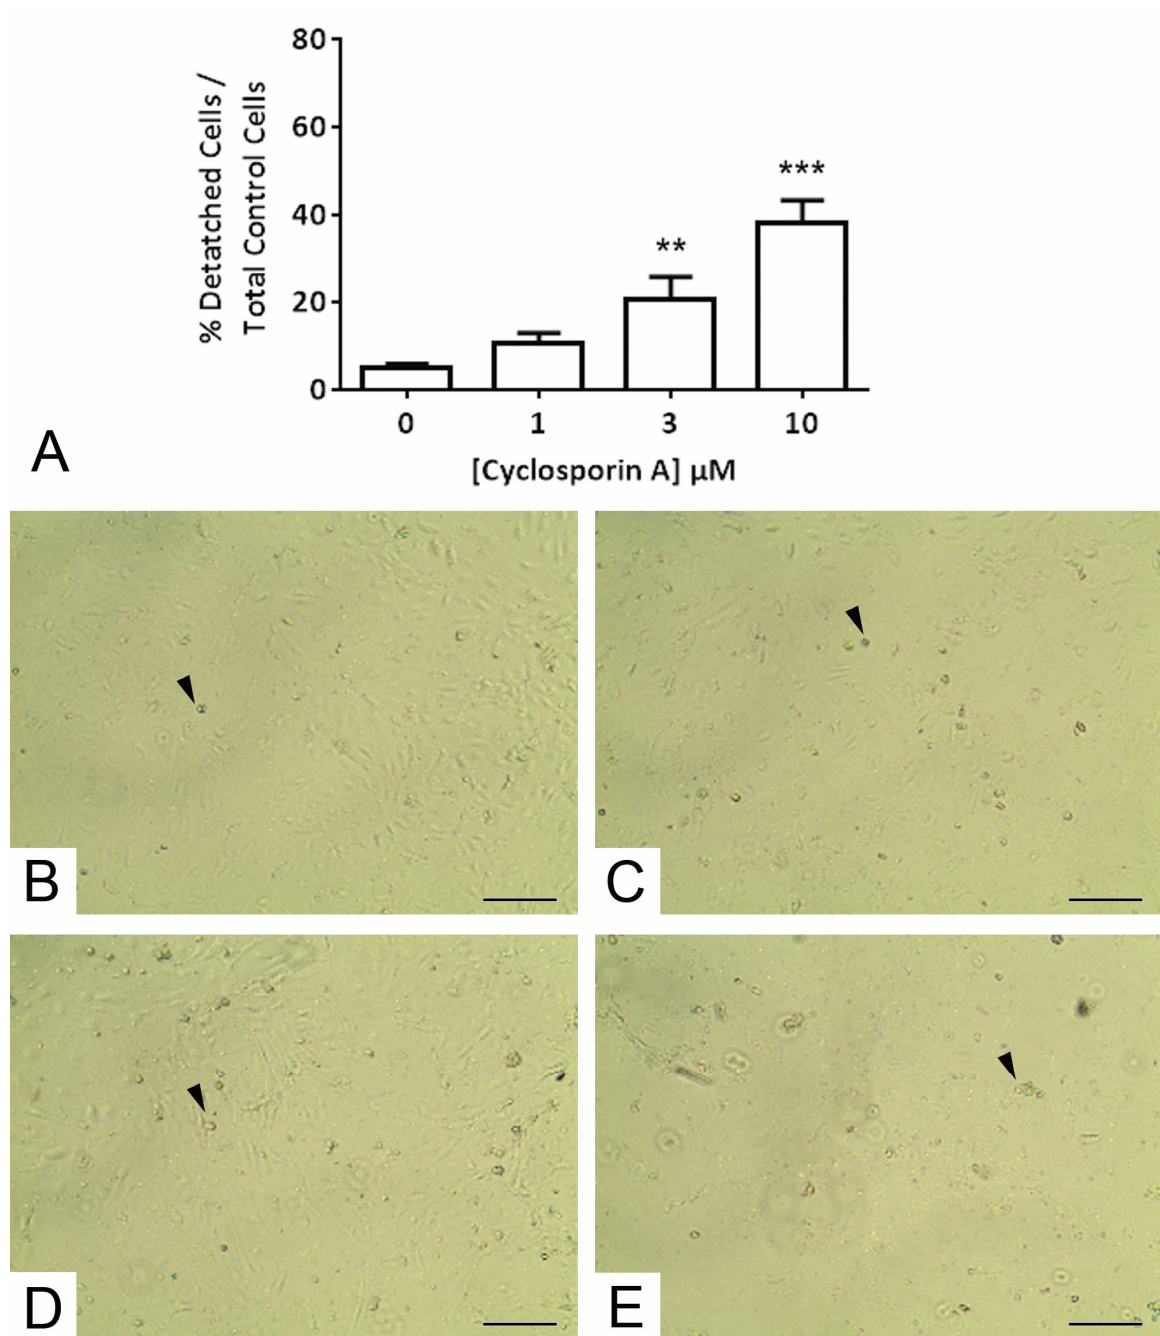 80
% Detatched Cells /
Total Control Cells
60
***
40
**
20
0
0 1 3 10
[Cyclosporin A] µM
A
B
C
D
E